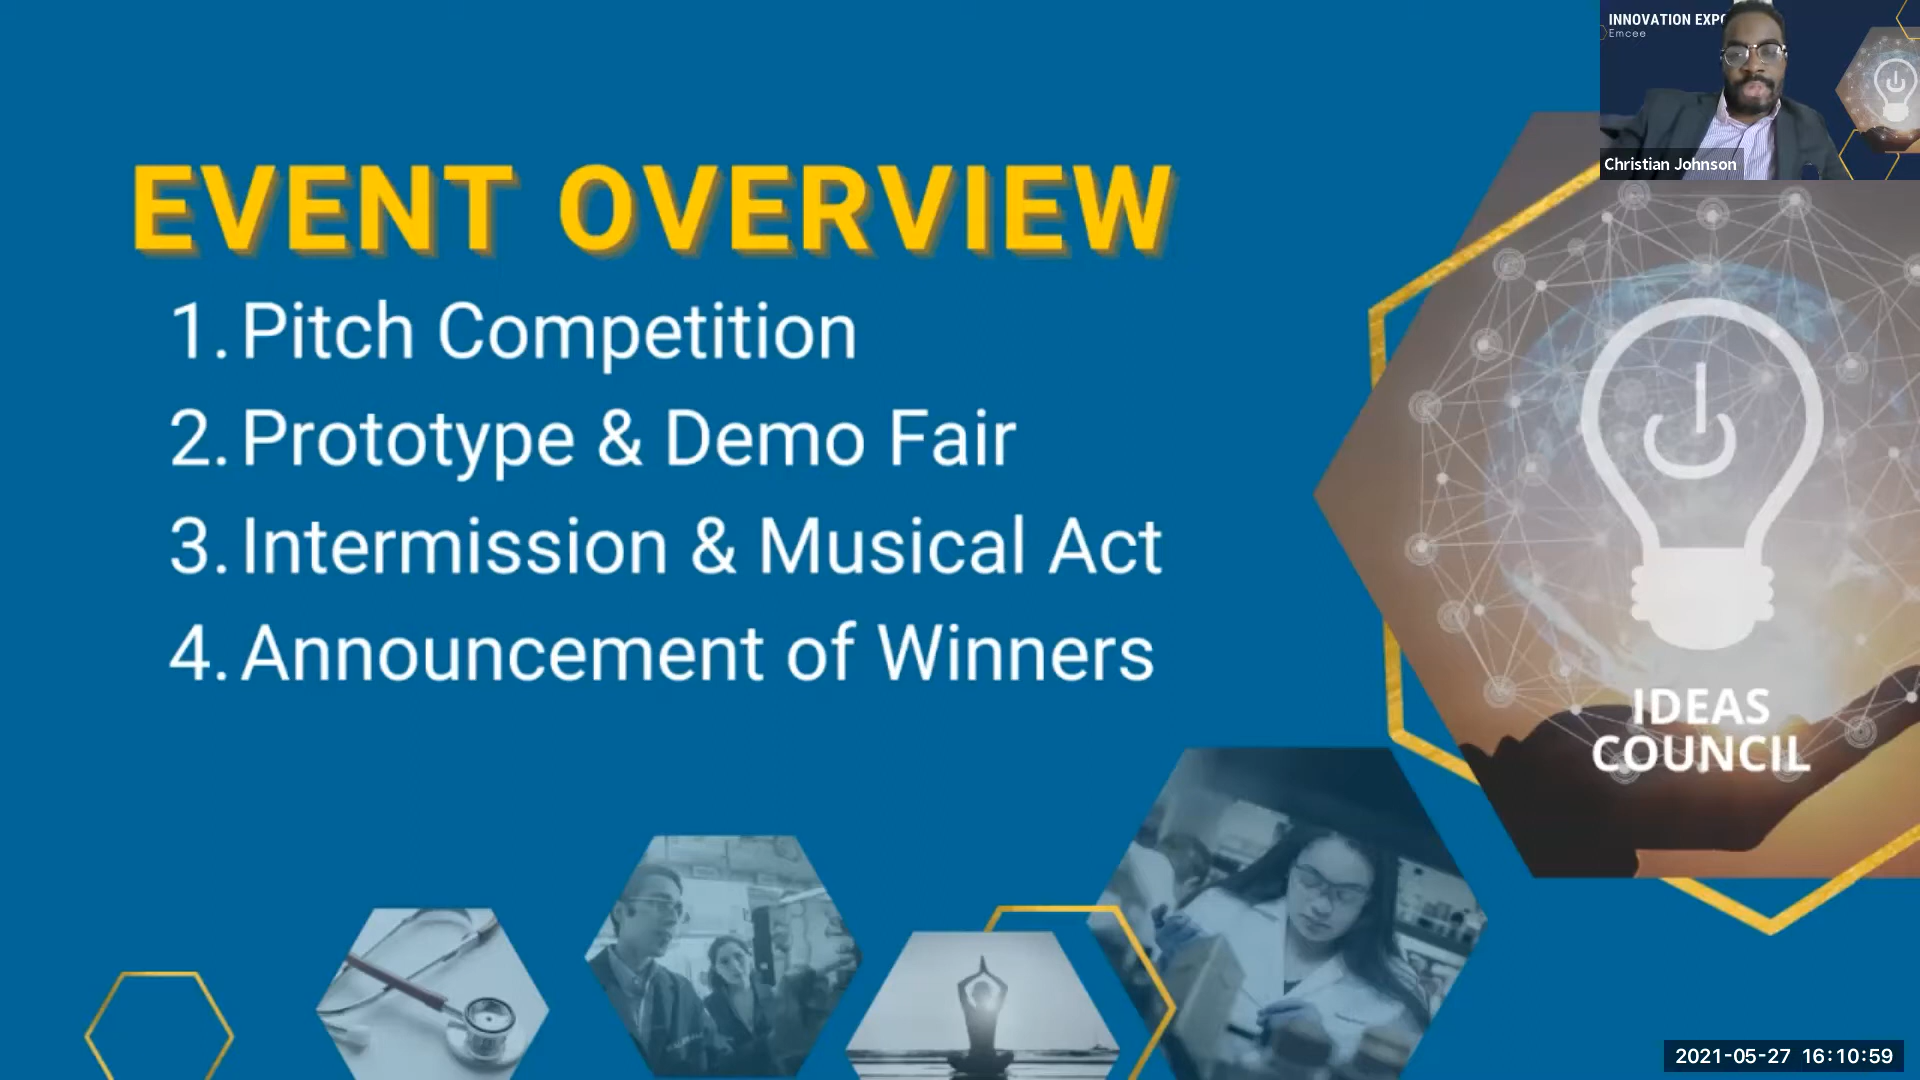 INNOVATION EXPO
Emcee
Christian Johnson
EVENT OVERVIEW
1. Pitch Competition
2. Prototype & Demo Fair
3. Intermission & Musical Act
4. Announcement of Winners
IDEAS
COUNCIL
2021-05-27 16:10:59